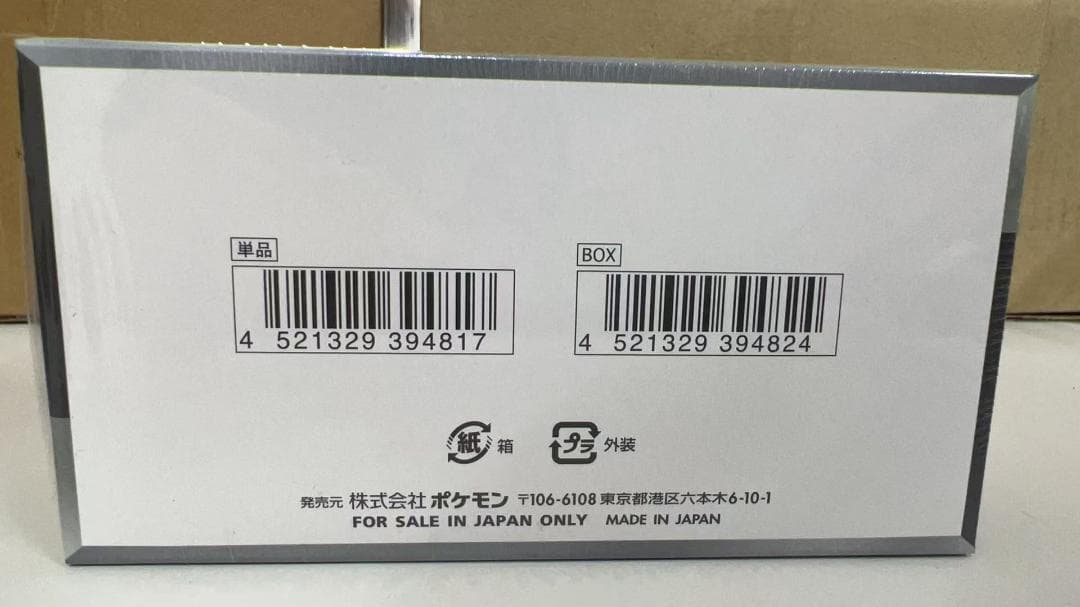 単品
4 521329 394817
BOX
4 521329 394824
紙 箱
プラ 外装
発売元 株式会社 ポケモン 〒106-6108 東京都港区六本木6-10-1
FOR SALE IN JAPAN ONLY MADE IN JAPAN